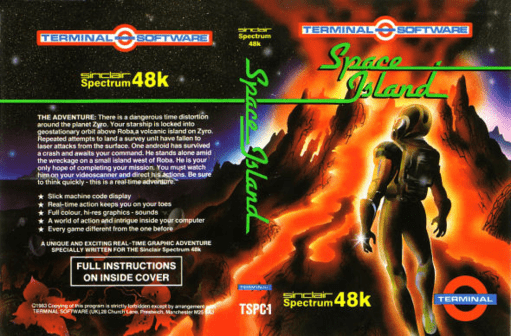 TERMINAL SOFTWARE
sinclair
Spectrum 48k
THE ADVENTURE: There is a dangerous time distortion
around the planet Zyro. Your starship is locked into
geostationary orbit above Roba, a volcanic island on Zyro.
Repeated attempts to land a survey unit have fallen to
laser attacks from the surface. One android has survived
a crash and awaits your command. He stands alone amid
the wreckage on a small island west of Roba. He is your
only hope of completing your mission. You must watch
him on your videoscanner and direct his actions. Be sure
to think quickly - this is a real-time adventure.
★ Slick machine code display
★ Real-time action keeps you on your toes
★ Full colour, hi-res graphics - sounds
★ A world of action and intrigue inside your computer
★ Every game different from the one before
A UNIQUE AND EXCITING REAL-TIME GRAPHIC ADVENTURE
SPECIALLY WRITTEN FOR THE Sinclair Spectrum 48k
FULL INSTRUCTIONS
ON INSIDE COVER
©1983 Copying of this program is strictly forbidden except by arrangement with
TERMINAL SOFTWARE (UK), 28 Church Lane, Prestwich, Manchester M25
sinclair
Spectrum
48k
Space Island
TERMINAL SOFTWARE
TSPC-1
TERMINAL SOFTWARE
Space
Island
sinclair
Spectrum 48k
TERMINAL